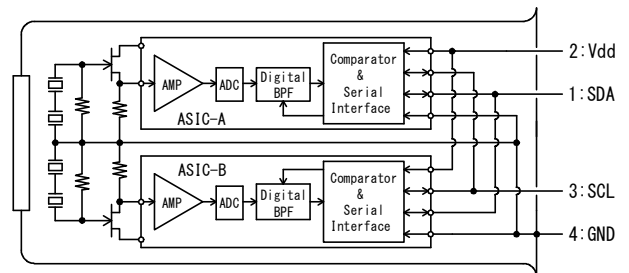 AMP
ADC
Digital
BPF
Comparator
&
Serial
Interface
ASIC-A
2:Vdd
1:SDA
ASIC-B
AMP
ADC
Digital
BPF
Comparator
&
Serial
Interface
3:SCL
4:GND